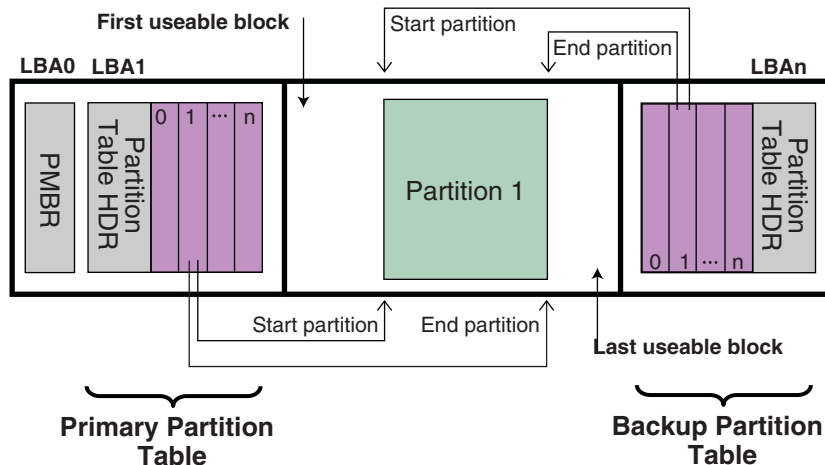 First useable block
Start partition
End partition
LBA0
LBA1
LBAn
PMBR
Partition
Table HDR
0 1 ... n
Partition 1
0 1 ... n
Partition
Table HDR
Start partition
End partition
Last useable block
Primary Partition
Table
Backup Partition
Table